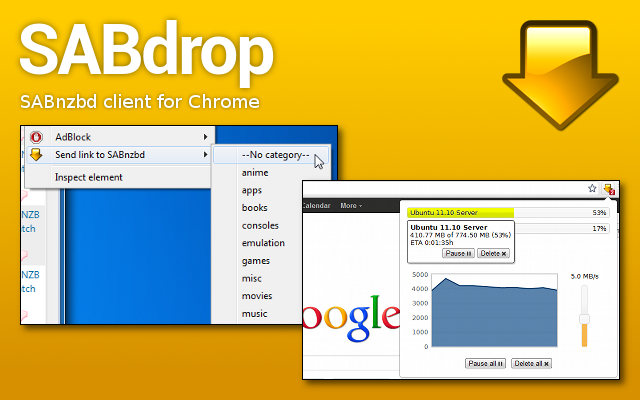 SABdrop
SABnzbd client for Chrome
AdBlock
Send link to SABnzbd
Inspect element
--No category--
anime
apps
books
consoles
emulation
games
misc
movies
music
NZB
atch
NZB
atch
Calendar More
2
Ubuntu 11.10 Server 53%
17%
Ubuntu 11.10 Server
410.77 MB of 774.50 MB (53%)
ETA 0:01:35h
Pause Delete
5000
4000
3000
2000
1000
0
5.0 MB/s
oogle
Pause all Delete all